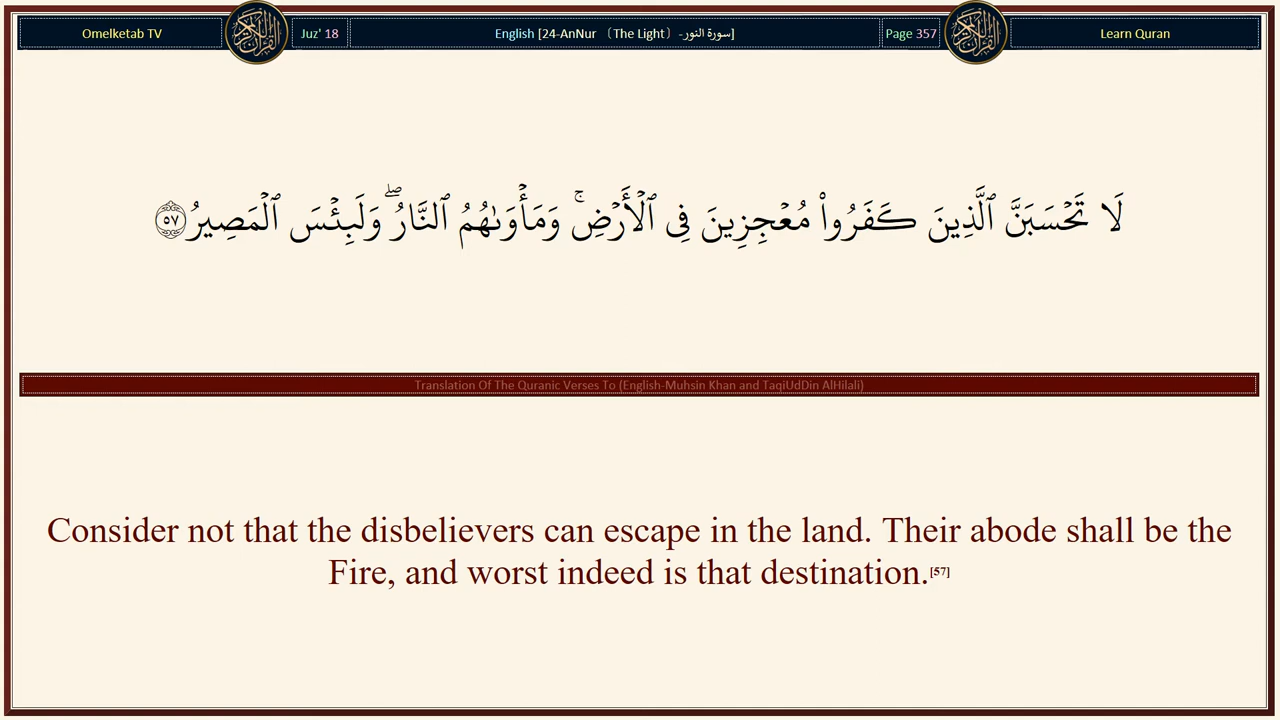 Omelketab TV
Juz' 18
English [24-AnNur （The Light）-سورة النور]
Page 357
Learn Quran
لَا تَحْسَبَنَّ ٱلَّذِينَ كَفَرُوا۟ مُعْجِزِينَ فِى ٱلْأَرْضِ ۚ وَمَأْوَىٰهُمُ ٱلنَّارُ ۖ وَلَبِئْسَ ٱلْمَصِيرُ ٥٧
Translation Of The Quranic Verses To (English-Muhsin Khan and TaqiUdDin AlHilali)
Consider not that the disbelievers can escape in the land. Their abode shall be the
Fire, and worst indeed is that destination.[57]